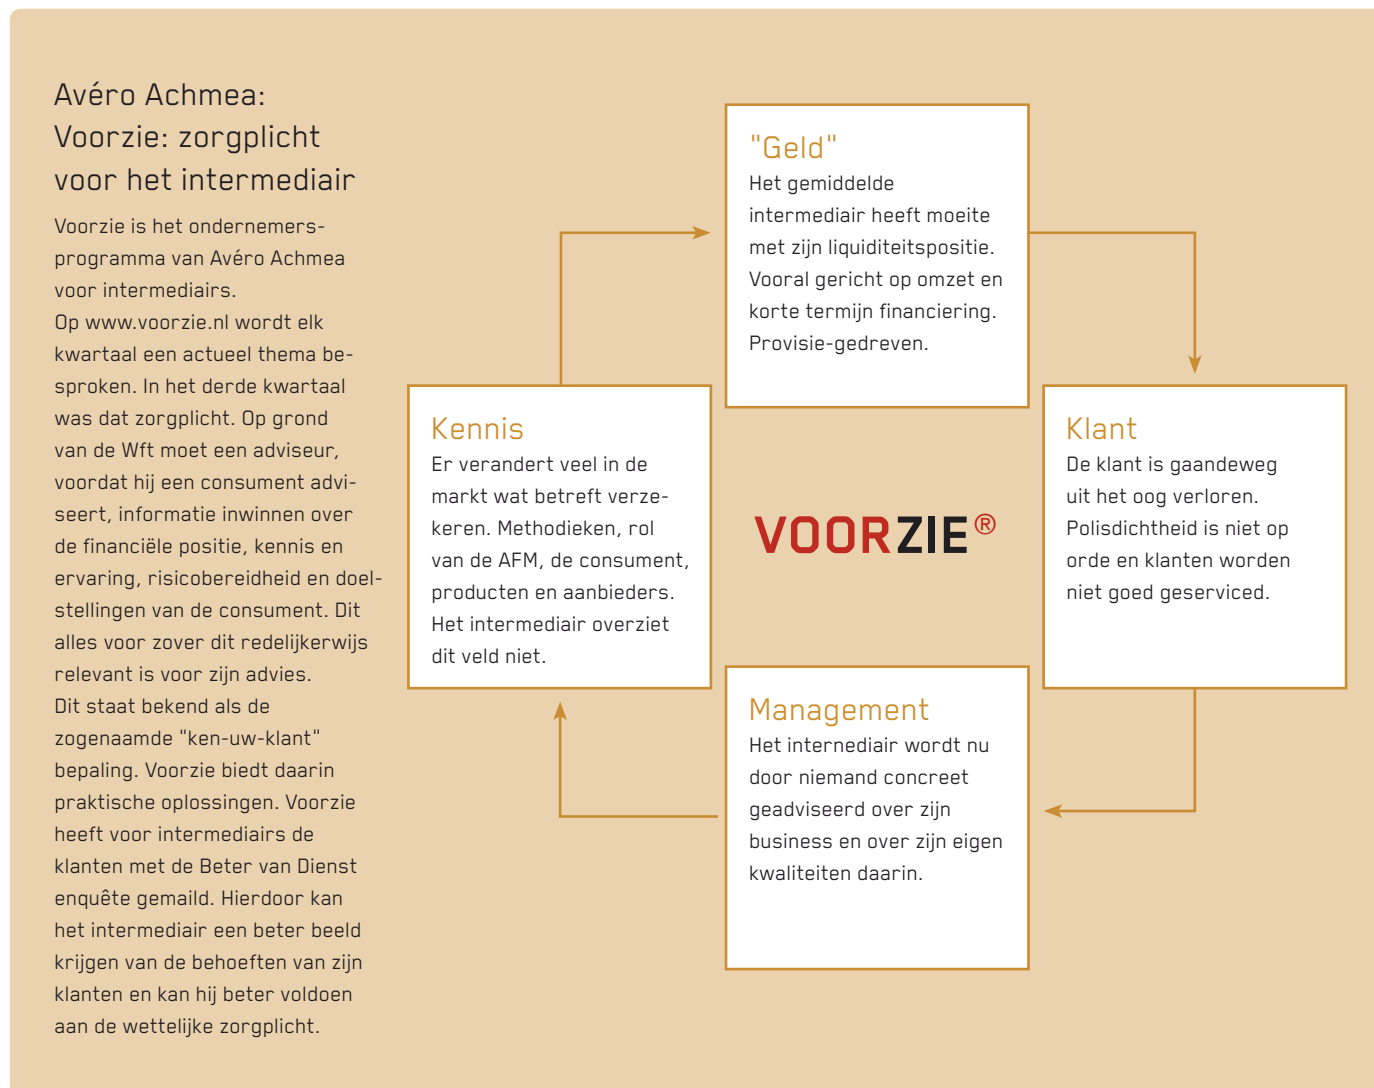 Avéro Achmea:
Voorzie: zorgplicht
voor het intermediair
Voorzie is het ondernemers-
programma van Avéro Achmea
voor intermediairs.
Op www.voorzie.nl wordt elk
kwartaal een actueel thema be-
sproken. In het derde kwartaal
was dat zorgplicht. Op grond
van de Wft moet een adviseur,
voordat hij een consument advi-
seert, informatie inwinnen over
de financiële positie, kennis en
ervaring, risicobereidheid en doel-
stellingen van de consument. Dit
alles voor zover dit redelijkerwijs
relevant is voor zijn advies.
Dit staat bekend als de
zogenaamde "ken-uw-klant"
bepaling. Voorzie biedt daarin
praktische oplossingen. Voorzie
heeft voor intermediairs de
klanten met de Beter van Dienst
enquête gemaild. Hierdoor kan
het intermediair een beter beeld
krijgen van de behoeften van zijn
klanten en kan hij beter voldoen
aan de wettelijke zorgplicht.
"Geld"
Het gemiddelde
intermediair heeft moeite
met zijn liquiditeitspositie.
Vooral gericht op omzet en
korte termijn financiering.
Provisie-gedreven.
Kennis
Er verandert veel in de
markt wat betreft verze-
keren. Methodieken, rol
van de AFM, de consument,
producten en aanbieders.
Het intermediair overziet
dit veld niet.
VOORZIE®
Klant
De klant is gaandeweg
uit het oog verloren.
Polisdichtheid is niet op
orde en klanten worden
niet goed geserviced.
Management
Het internediair wordt nu
door niemand concreet
geadviseerd over zijn
business en over zijn eigen
kwaliteiten daarin.